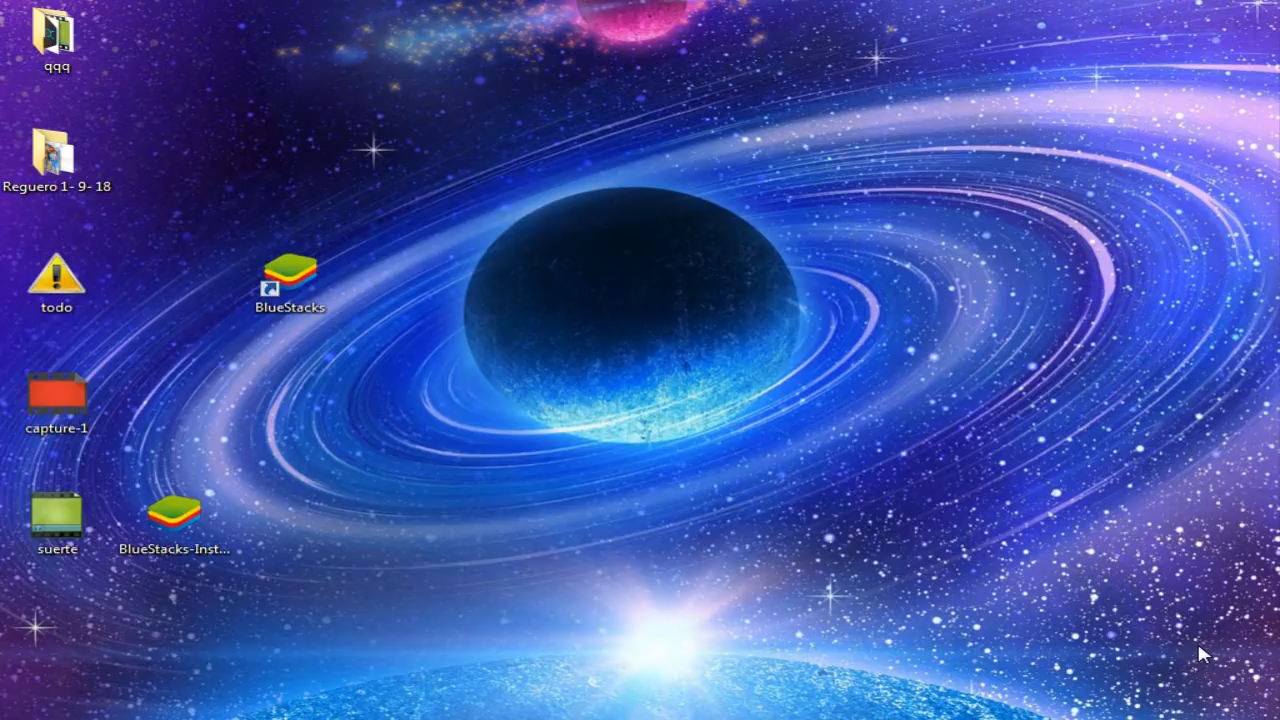 qqq
Reguero 1- 9- 18
todo
BlueStacks
capture-1
suerte
BlueStacks-Inst...